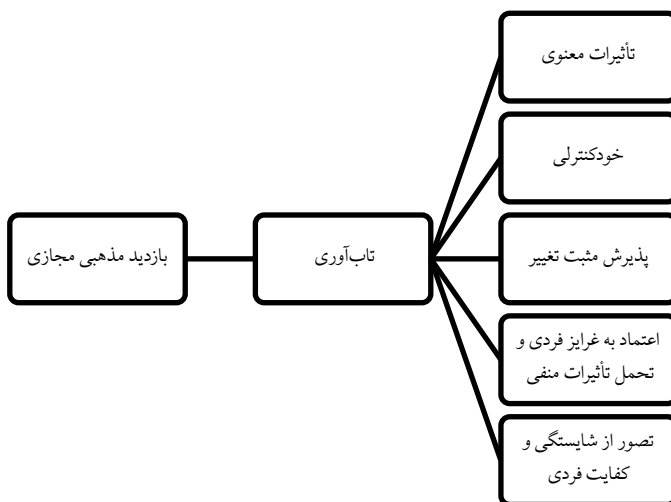 تأثیرات معنوی
خودکنترلی
بازدید مذهبی مجازی
تاب‌آوری
پذیرش مثبت تغییر
اعتماد به غرایز فردی و
تحمل تأثیرات منفی
تصور از شایستگی و
کفایت فردی